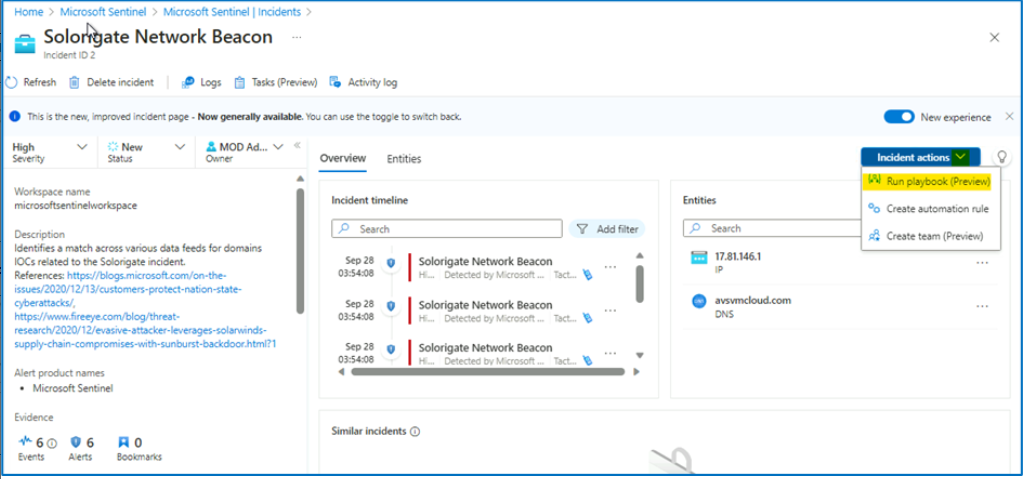 Home > Microsoft Sentinel > Microsoft Sentinel | Incidents >
Solorigate Network Beacon ...
Incident ID 2
Refresh Delete incident Logs Tasks (Preview) Activity log
This is the new, improved incident page - Now generally available. You can use the toggle to switch back. New experience
High
Severity
New
Status
MOD Ad...
Owner
Workspace name
microsoftsentinelworkspace
Description
Identifies a match across various data feeds for domains
IOCs related to the Solorigate incident.
References: https://blogs.microsoft.com/on-the-
issues/2020/12/13/customers-protect-nation-state-
cyberattacks/,
https://www.fireeye.com/blog/threat-
research/2020/12/evasive-attacker-leverages-solarwinds-
supply-chain-compromises-with-sunburst-backdoor.html?1
Alert product names
• Microsoft Sentinel
Evidence
6
Events
6
Alerts
0
Bookmarks
Overview Entities
Incident actions
Run playbook (Preview)
Create automation rule
Create team (Preview)
Incident timeline
Search Add filter
Sep 28
03:54:08
Solorigate Network Beacon
Hi... Detected by Microsoft ... Tact...
Sep 28
03:54:08
Solorigate Network Beacon
Hi... Detected by Microsoft ... Tact...
Sep 28
03:54:08
Solorigate Network Beacon
Hi... Detected by Microsoft ... Tact...
Entities
Search
17.81.146.1
IP
avsvmcloud.com
DNS
Similar incidents